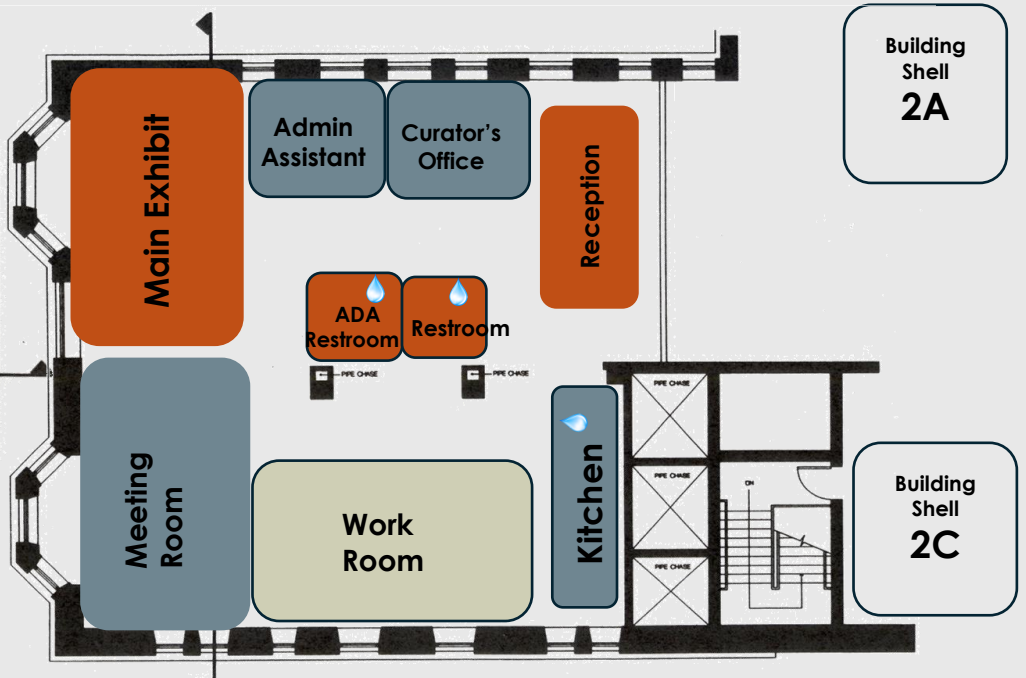 Building
Shell
2A
Admin
Assistant
Curator's
Office
Main Exhibit
Reception
ADA
Restroom
Restroom
PIPE CHASE
PIPE CHASE
PIPE CHASE
Meeting
Room
Work
Room
Kitchen
PIPE CHASE
DN
Building
Shell
2C
PIPE CHASE